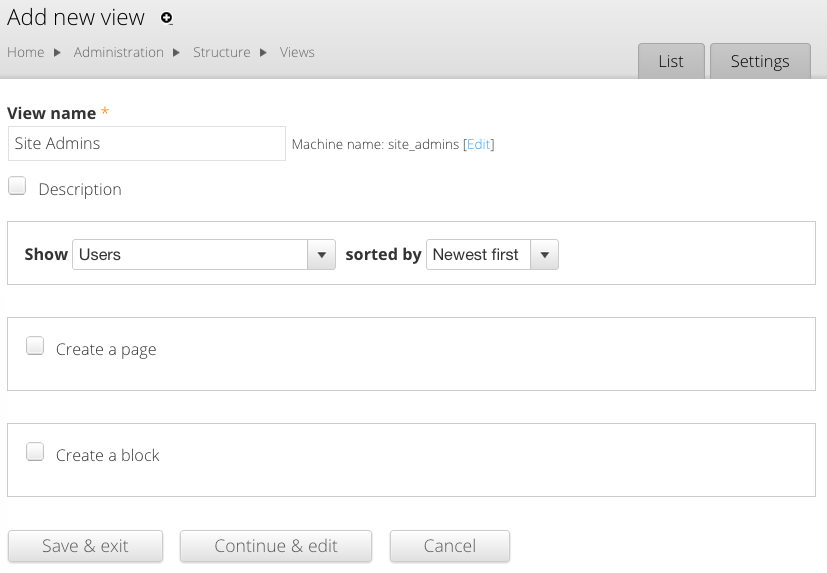 Add new view
Home Administration Structure Views
List Settings
View name *
Site Admins Machine name: site_admins [Edit]
Description
Show Users sorted by Newest first
Create a page
Create a block
Save & exit Continue & edit Cancel